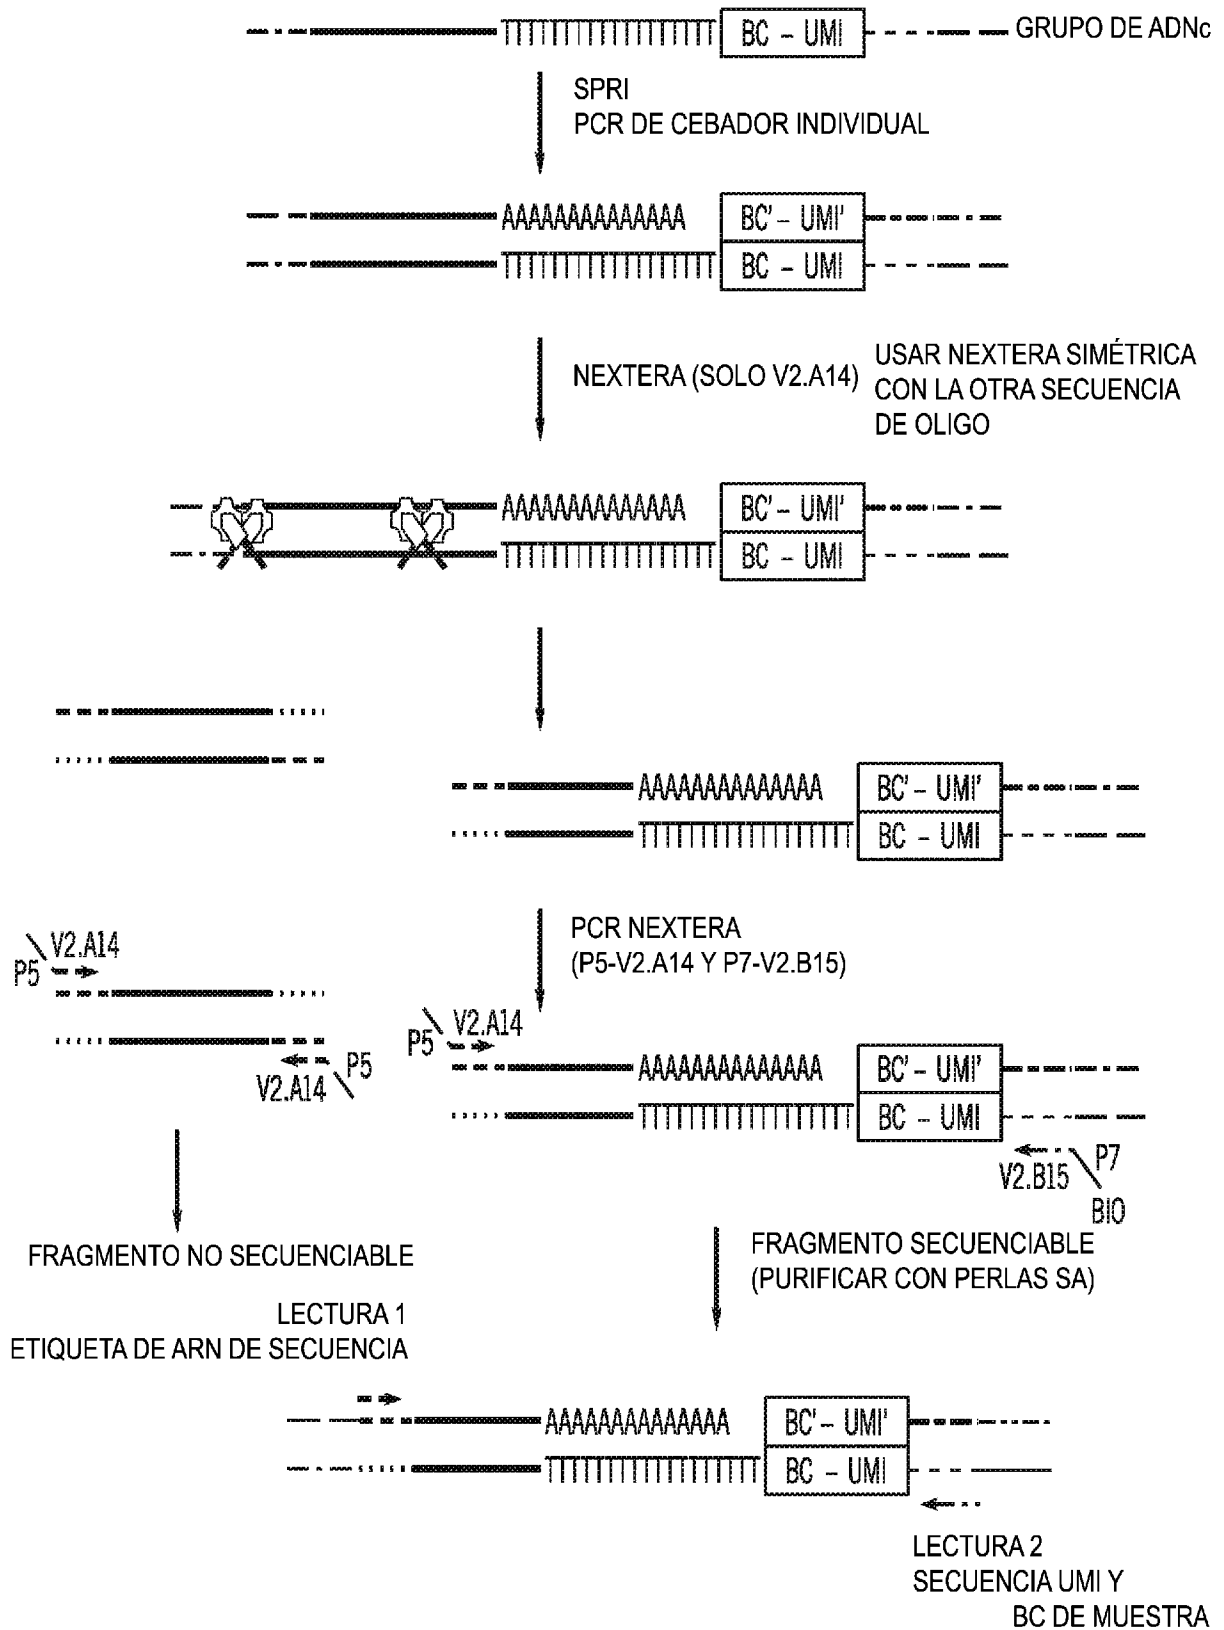 TTTTTTTTTTTTTTTT BC - UMI GRUPO DE ADNc
SPRI
PCR DE CEBADOR INDIVIDUAL
AAAAAAAAAAAAAA BC' - UMI'
TTTTTTTTTTTTTTTT BC - UMI
NEXTERA (SOLO V2.A14)
USAR NEXTERA SIMÉTRICA
CON LA OTRA SECUENCIA
DE OLIGO
AAAAAAAAAAAAAA BC' - UMI'
TTTTTTTTTTTTTTTT BC - UMI
AAAAAAAAAAAAAA BC' - UMI'
TTTTTTTTTTTTTTTT BC - UMI
PCR NEXTERA
(P5-V2.A14 Y P7-V2.B15)
V2.A14
P5
V2.A14
P5
P5
V2.A14
AAAAAAAAAAAAAA BC' - UMI'
TTTTTTTTTTTTTTTT BC - UMI
V2.B15
P7
BIO
FRAGMENTO NO SECUENCIABLE
FRAGMENTO SECUENCIABLE
(PURIFICAR CON PERLAS SA)
LECTURA 1
ETIQUETA DE ARN DE SECUENCIA
AAAAAAAAAAAAAA BC' - UMI'
TTTTTTTTTTTTTTTT BC - UMI
LECTURA 2
SECUENCIA UMI Y
BC DE MUESTRA